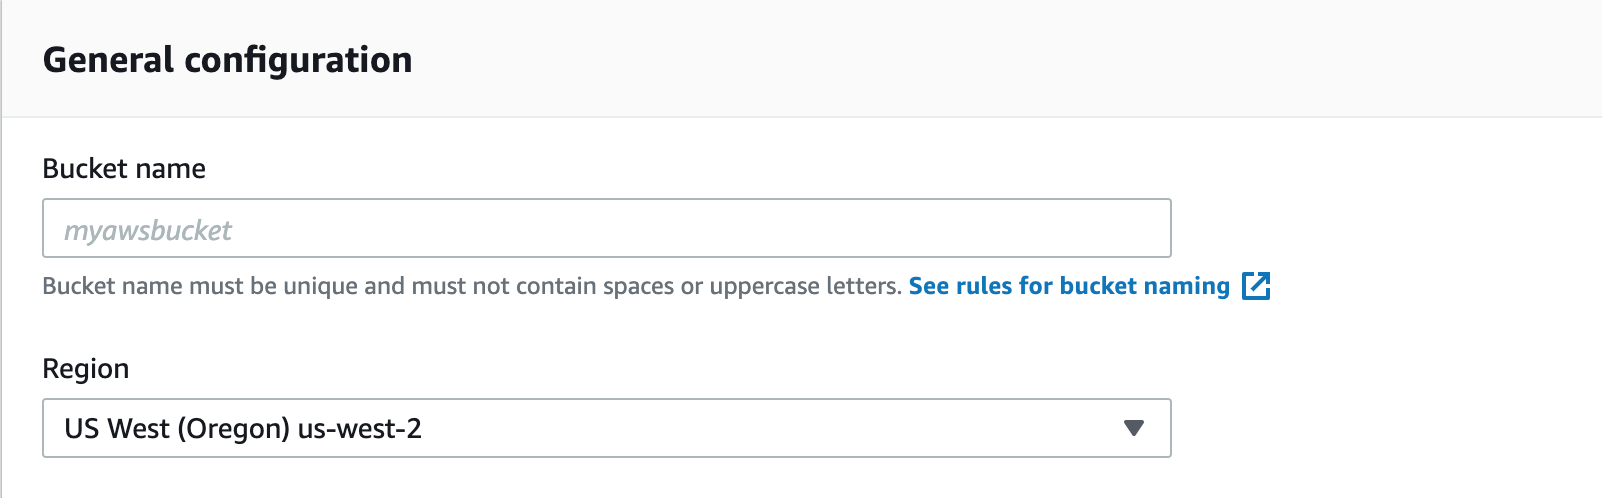 General configuration
Bucket name
myawsbucket
Bucket name must be unique and must not contain spaces or uppercase letters. See rules for bucket naming
Region
US West (Oregon) us-west-2